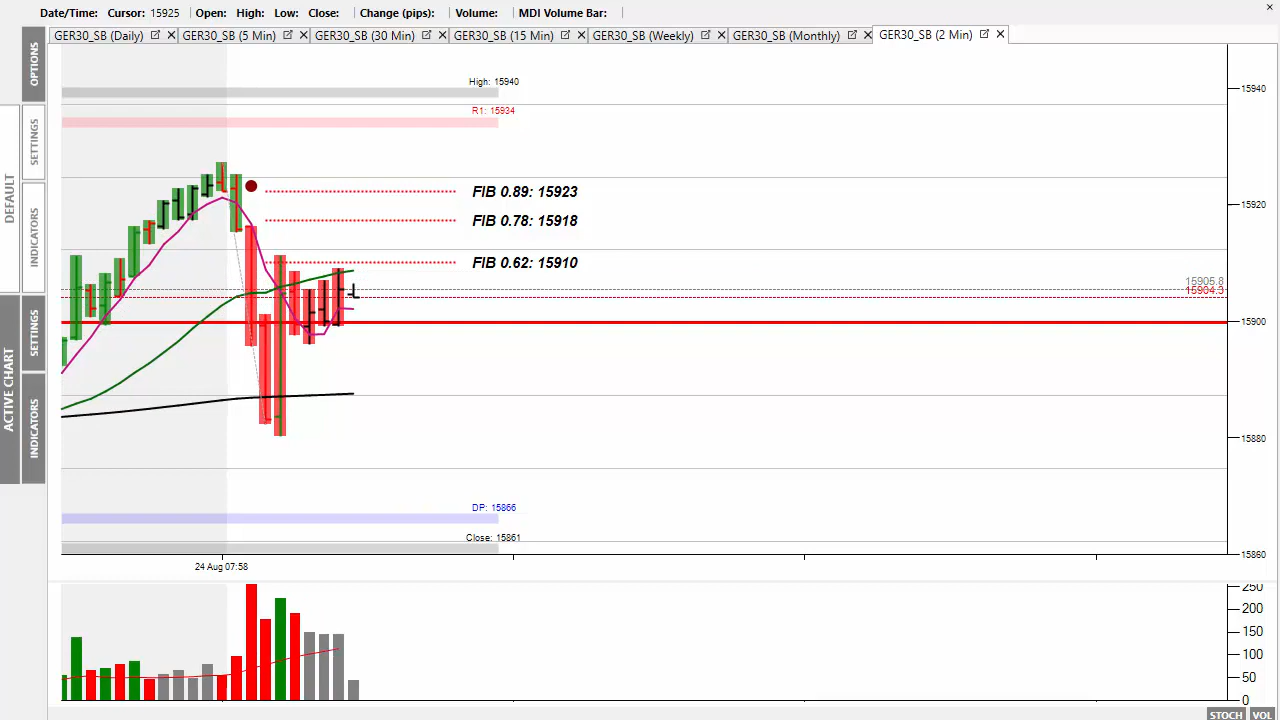 Date/Time: Cursor: 15925 Open: High: Low: Close: Change (pips): Volume: MDI Volume Bar:
GER30_SB (Daily) GER30_SB (5 Min) GER30_SB (30 Min) GER30_SB (15 Min) GER30_SB (Weekly) GER30_SB (Monthly) GER30_SB (2 Min)
OPTIONS
SETTINGS
DEFAULT
INDICATORS
SETTINGS
ACTIVE CHART
INDICATORS
High: 15940
15940
R1: 15934
FIB 0.89: 15923
15920
FIB 0.78: 15918
FIB 0.62: 15910
15905.8
15904.3
15900
15880
DP: 15866
Close: 15861
15860
24 Aug 07:58
250
200
150
100
50
0
STOCH VOL